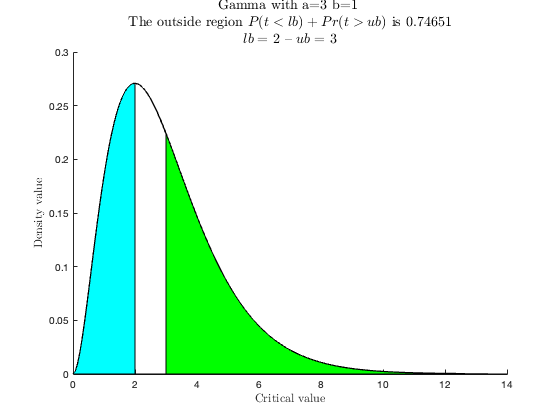 Gamma with a=3 b=1
The outside region P(t < lb) + Pr(t > ub) is 0.74651
lb = 2 – ub = 3
0.3
0.25
0.2
0.15
0.1
0.05
0
Density value
0 2 4 6 8 10 12 14
Critical value